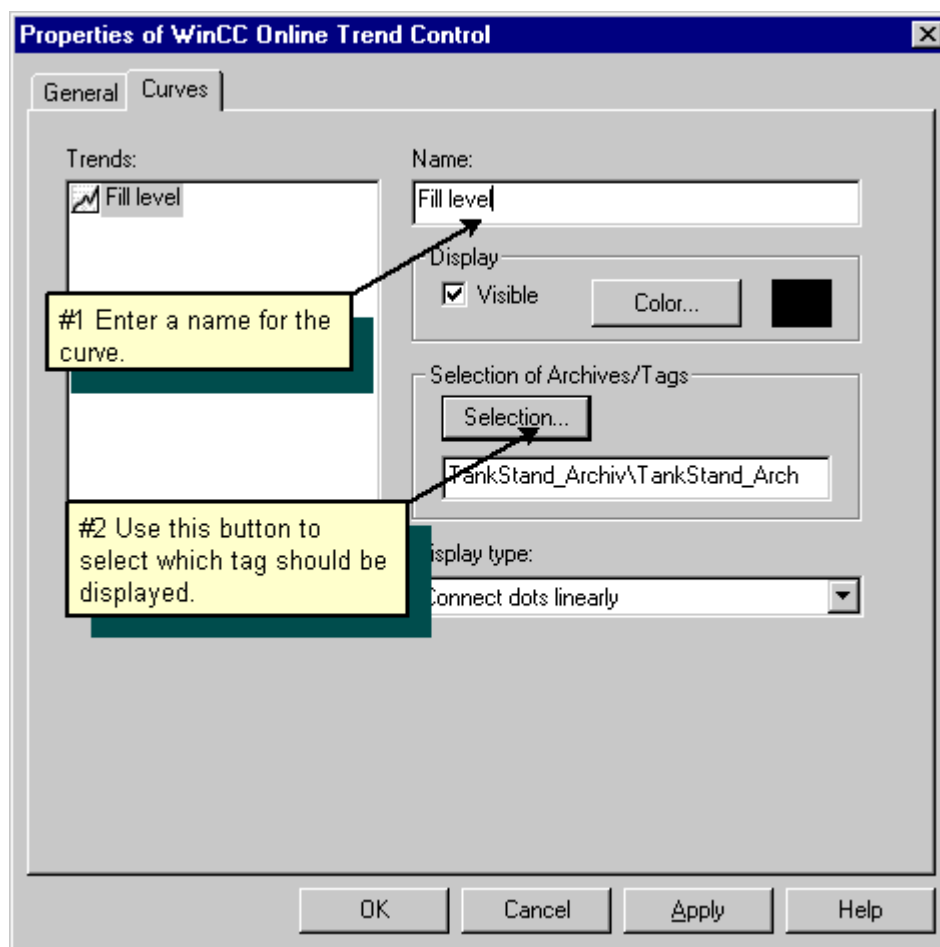 Properties of WinCC Online Trend Control
General
Curves
Trends:
Fill level
Name:
Fill level
#1 Enter a name for the
curve.
Display
Visible
Color...
Selection of Archives/Tags
Selection...
TankStand_Archiv\TankStand_Arch
#2 Use this button to
select which tag should be
displayed.
isplay type:
Connect dots linearly
OK
Cancel
Apply
Help